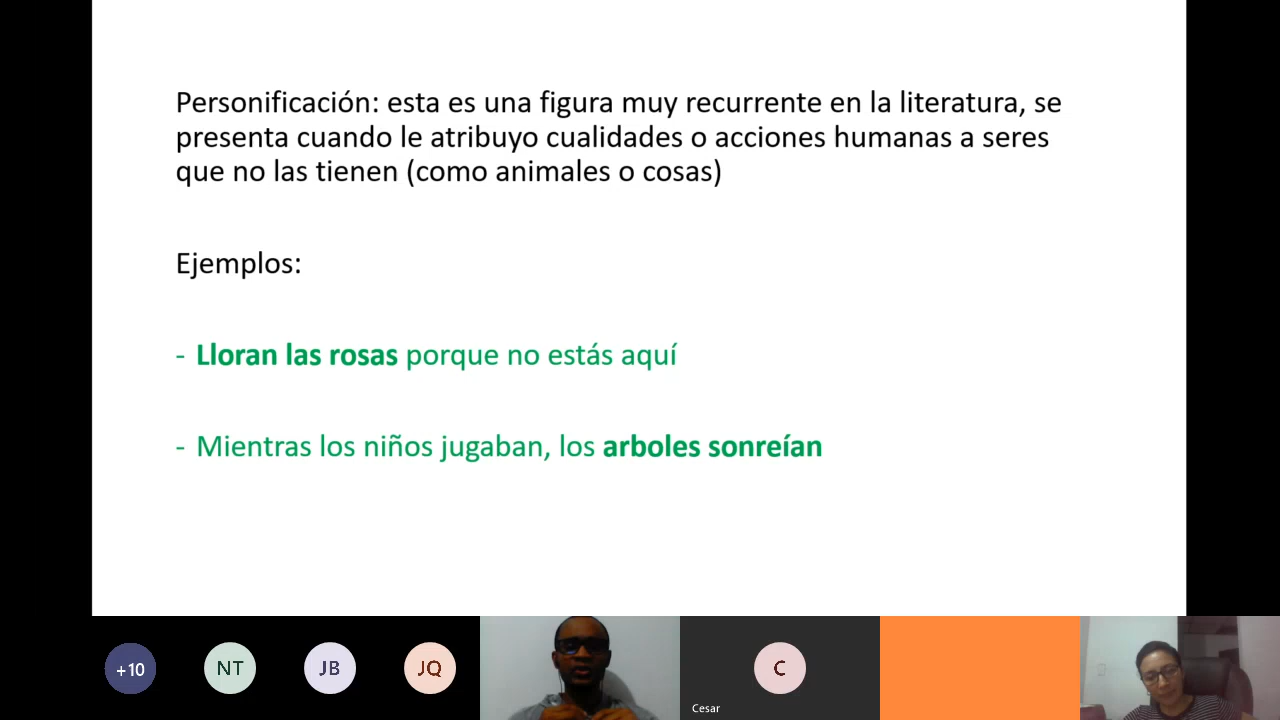 Personificación: esta es una figura muy recurrente en la literatura, se
presenta cuando le atribuyo cualidades o acciones humanas a seres
que no las tienen (como animales o cosas)
Ejemplos:
- Lloran las rosas porque no estás aquí
- Mientras los niños jugaban, los arboles sonreían
+10
NT
JB
JQ
C
Cesar